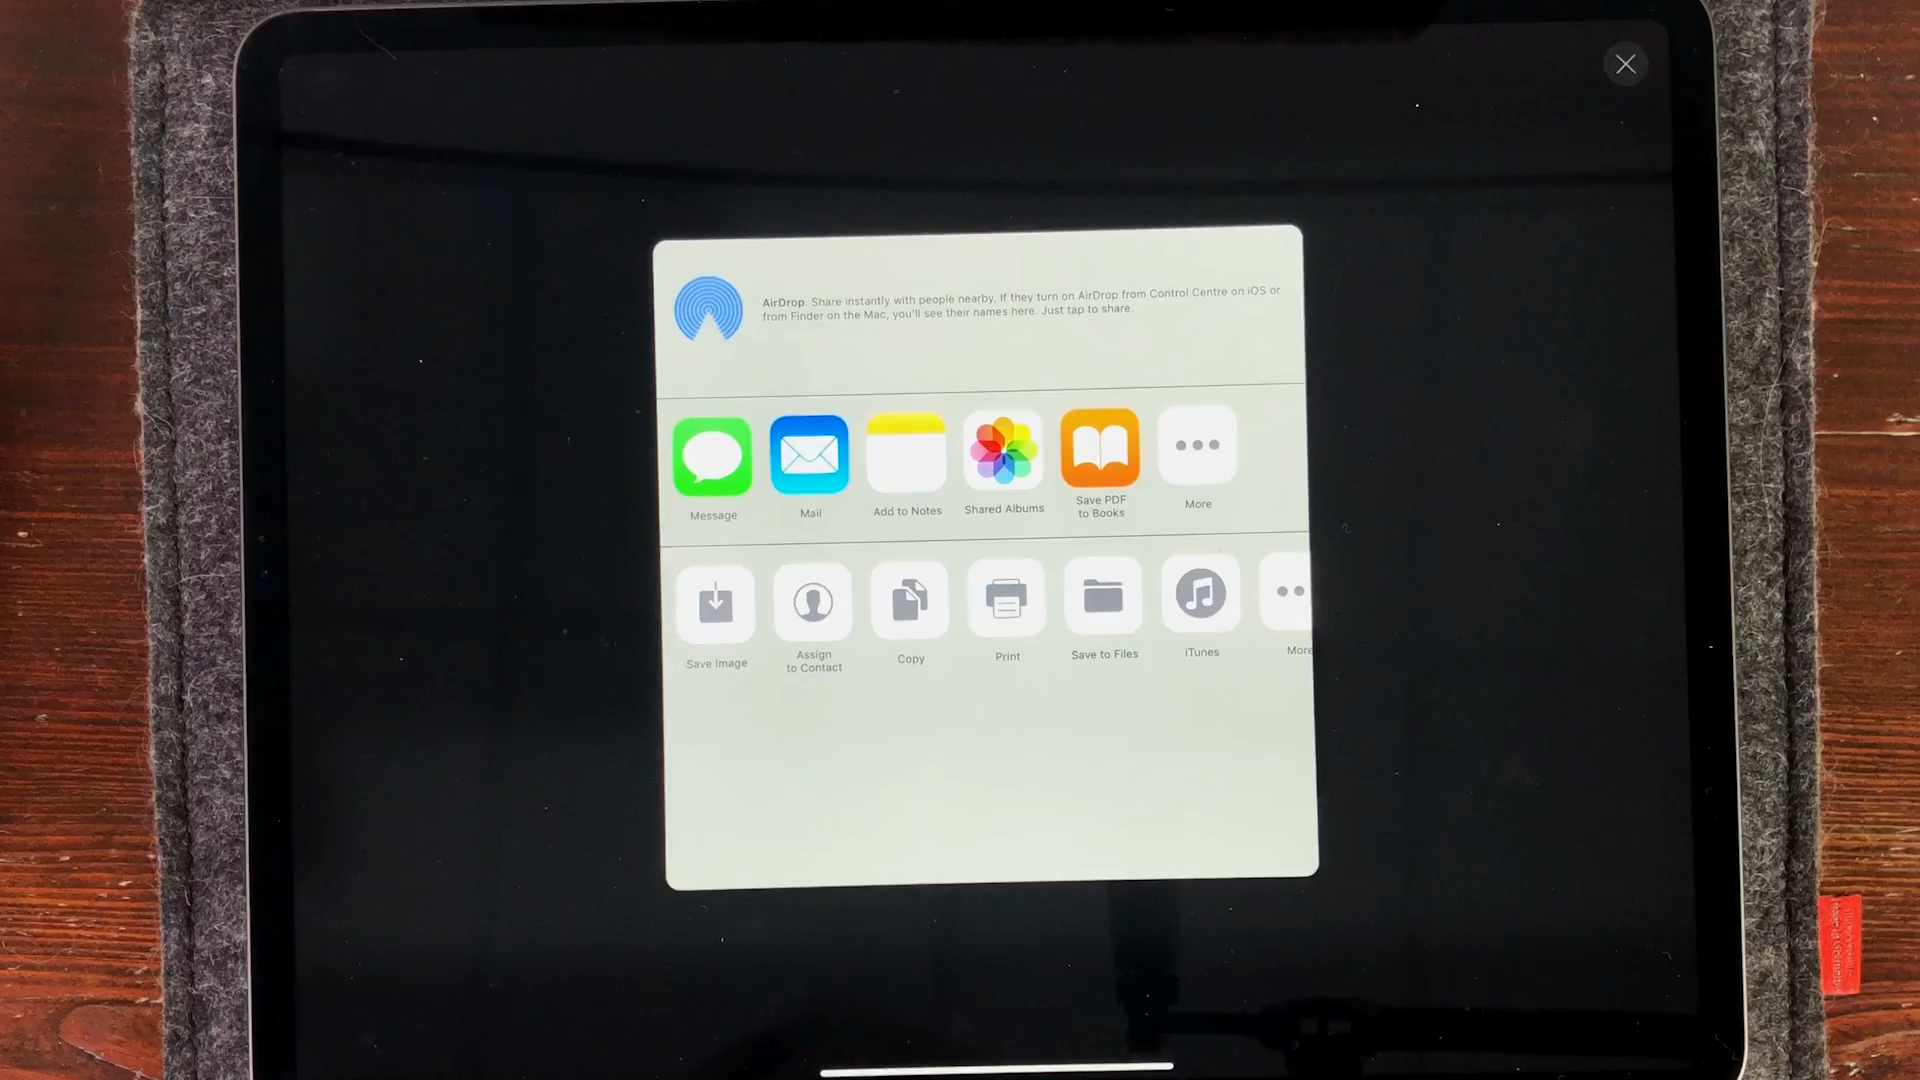 AirDrop. Share instantly with people nearby. If they turn on AirDrop from Control Centre on iOS or
from Finder on the Mac, you'll see their names here. Just tap to share.
Message
Mail
Add to Notes
Shared Albums
Save PDF
to Books
More
Save Image
Assign
to Contact
Copy
Print
Save to Files
iTunes
More